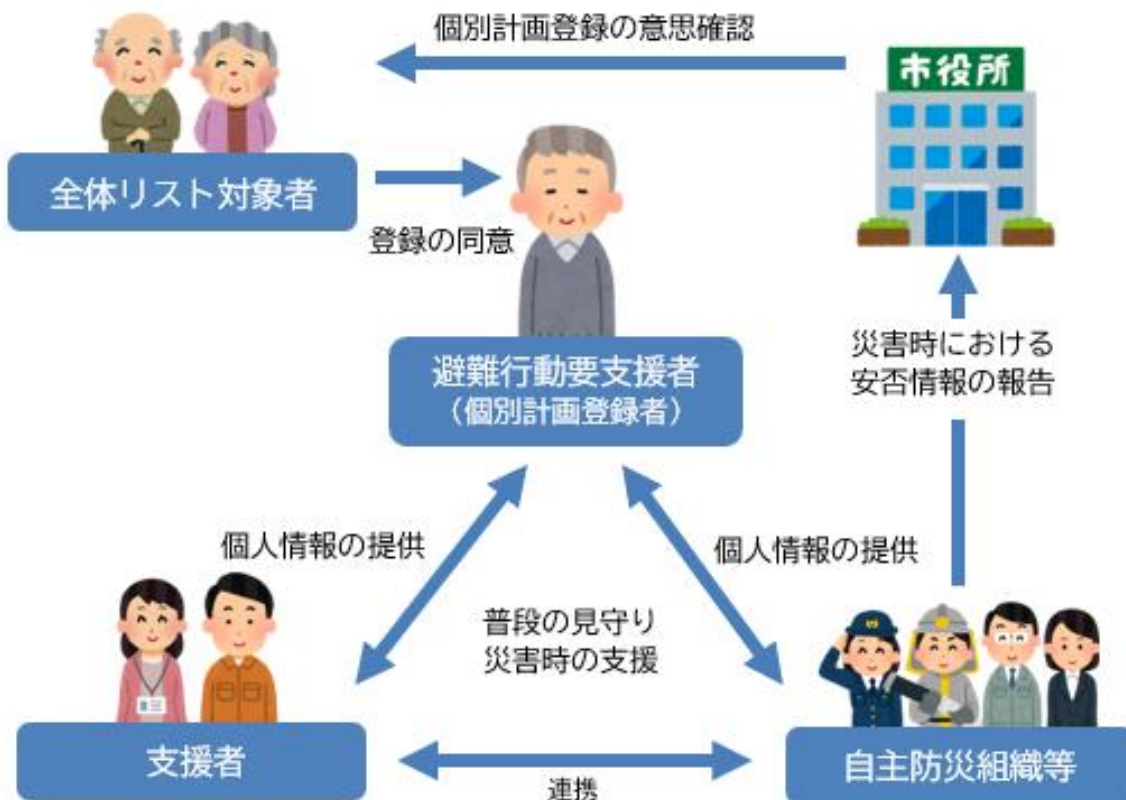 個別計画登録の意思確認
市役所
全体リスト対象者
登録の同意
避難行動要支援者
（個別計画登録者）
災害時における
安否情報の報告
個人情報の提供
個人情報の提供
普段の見守り
災害時の支援
支援者
連携
自主防災組織等